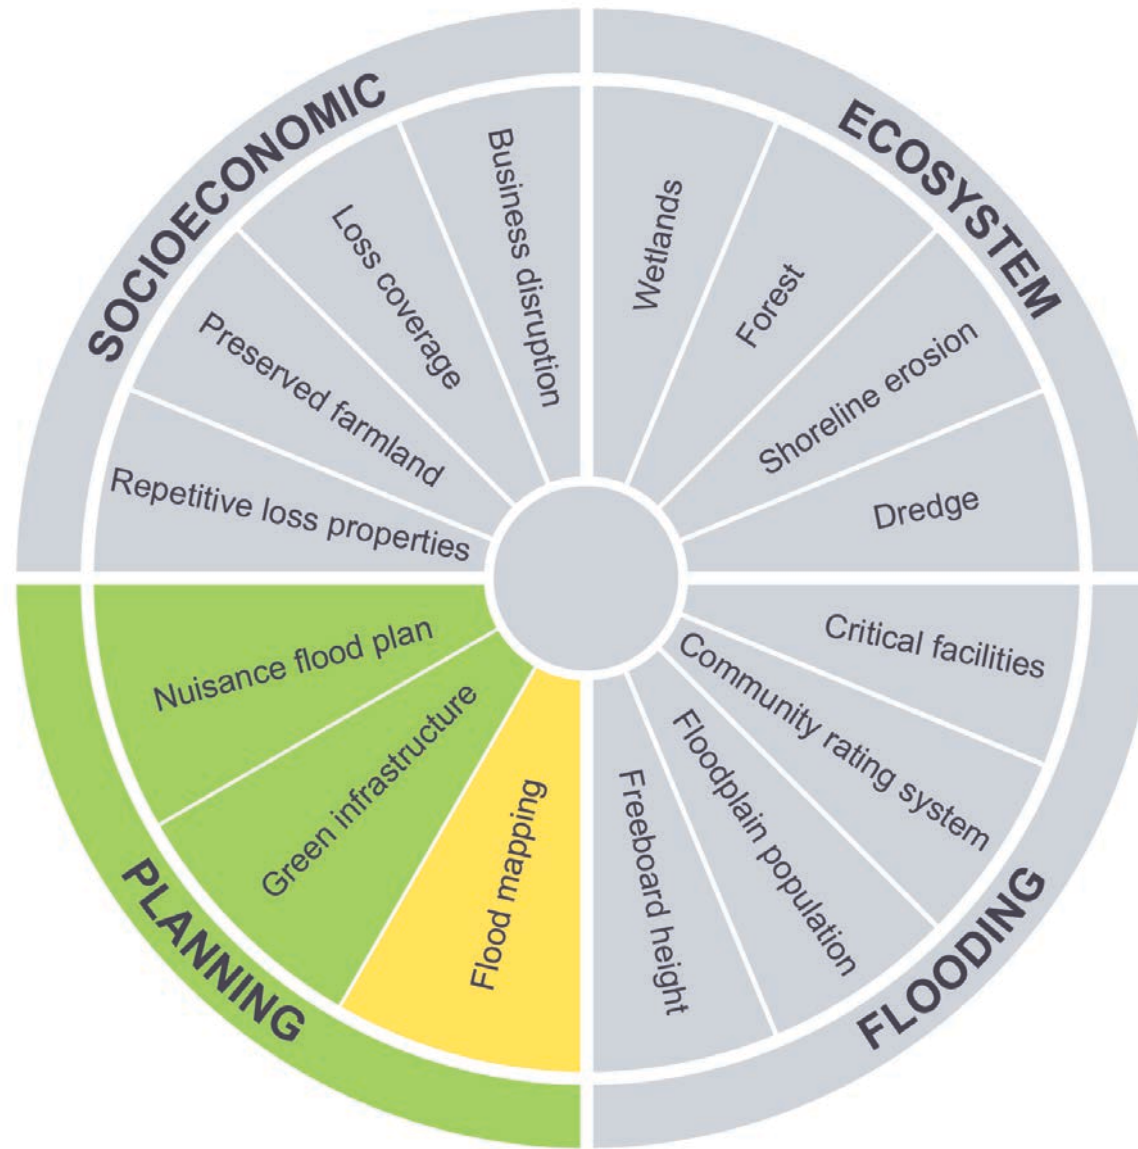 SOCIOECONOMIC
Business disruption
Loss coverage
Preserved farmland
Repetitive loss properties
ECOSYSTEM
Wetlands
Forest
Shoreline erosion
Dredge
PLANNING
Nuisance flood plan
Green infrastructure
Flood mapping
FLOODING
Critical facilities
Community rating system
Floodplain population
Freeboard height